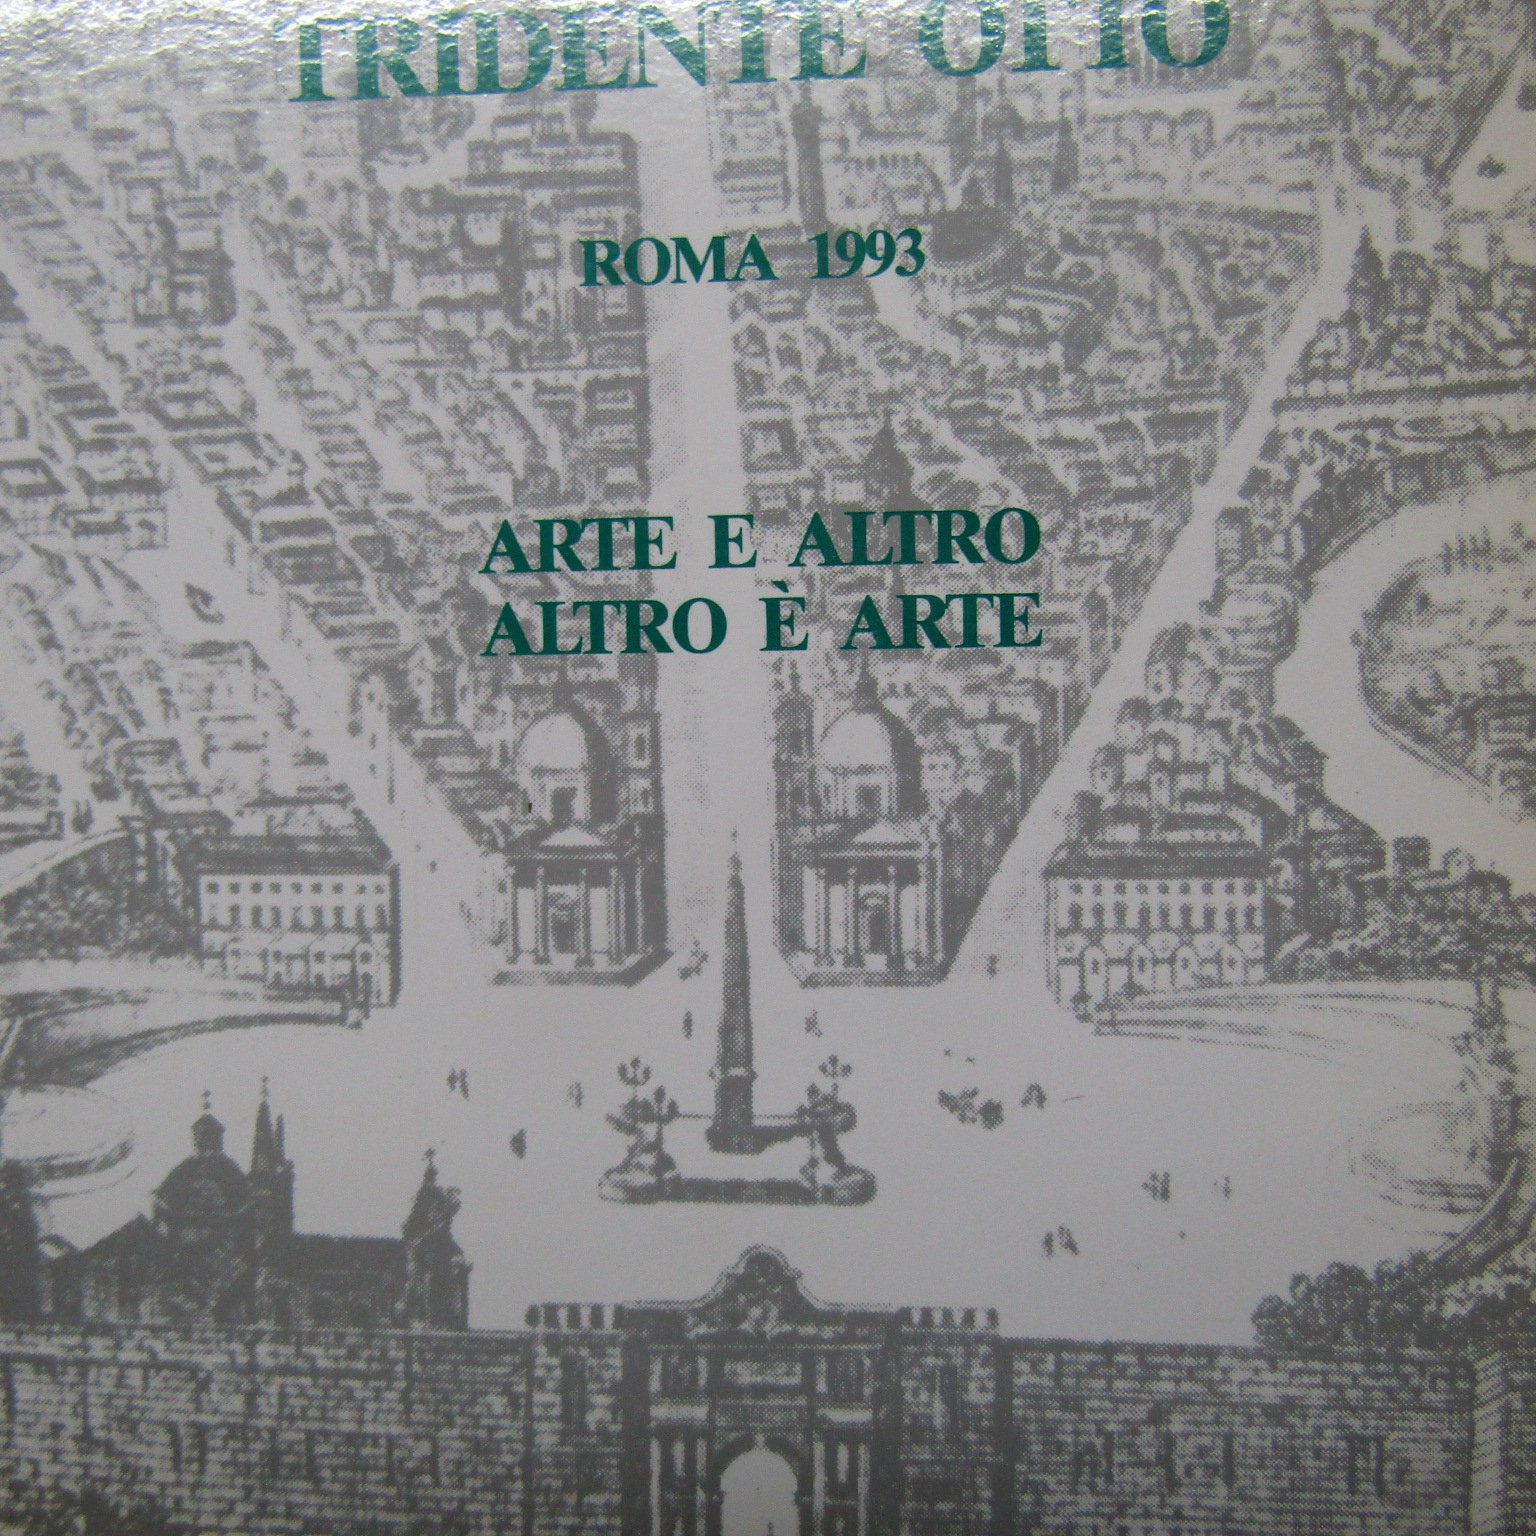 TRIDENTE OTTO
ROMA 1993
ARTE E ALTRO
ALTRO È ARTE